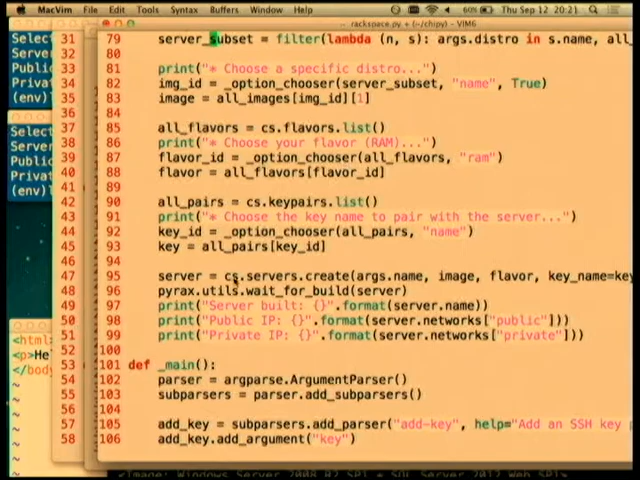 MacVim File Edit Tools Syntax Buffers Window Help 60% Thu Sep 12 20:21
rackspace.py + (~/chipy) - VIM6
Select
Server
Public
Privat
(env)l
Select
Server
Public
Privat
(env)l
<html>
<p>Hel
</body
~
~
~
~
~
~
31
32
33
34
35
36
37
38
39
40
41
42
43
44
45
46
47
48
49
50
51
52
53
54
55
56
57
58
79 server_subset = filter(lambda (n, s): args.distro in s.name, all_
80
81 print("* Choose a specific distro...")
82 img_id = _option_chooser(server_subset, "name", True)
83 image = all_images[img_id][1]
84
85 all_flavors = cs.flavors.list()
86 print("* Choose your flavor (RAM)...")
87 flavor_id = _option_chooser(all_flavors, "ram")
88 flavor = all_flavors[flavor_id]
89
90 all_pairs = cs.keypairs.list()
91 print("* Choose the key name to pair with the server...")
92 key_id = _option_chooser(all_pairs, "name")
93 key = all_pairs[key_id]
94
95 server = cs.servers.create(args.name, image, flavor, key_name=key
96 pyrax.utils.wait_for_build(server)
97 print("Server built: {}".format(server.name))
98 print("Public IP: {}".format(server.networks["public"]))
99 print("Private IP: {}".format(server.networks["private"]))
100
101 def _main():
102 parser = argparse.ArgumentParser()
103 subparsers = parser.add_subparsers()
104
105 add_key = subparsers.add_parser("add-key", help="Add an SSH key p
106 add_key.add_argument("key")